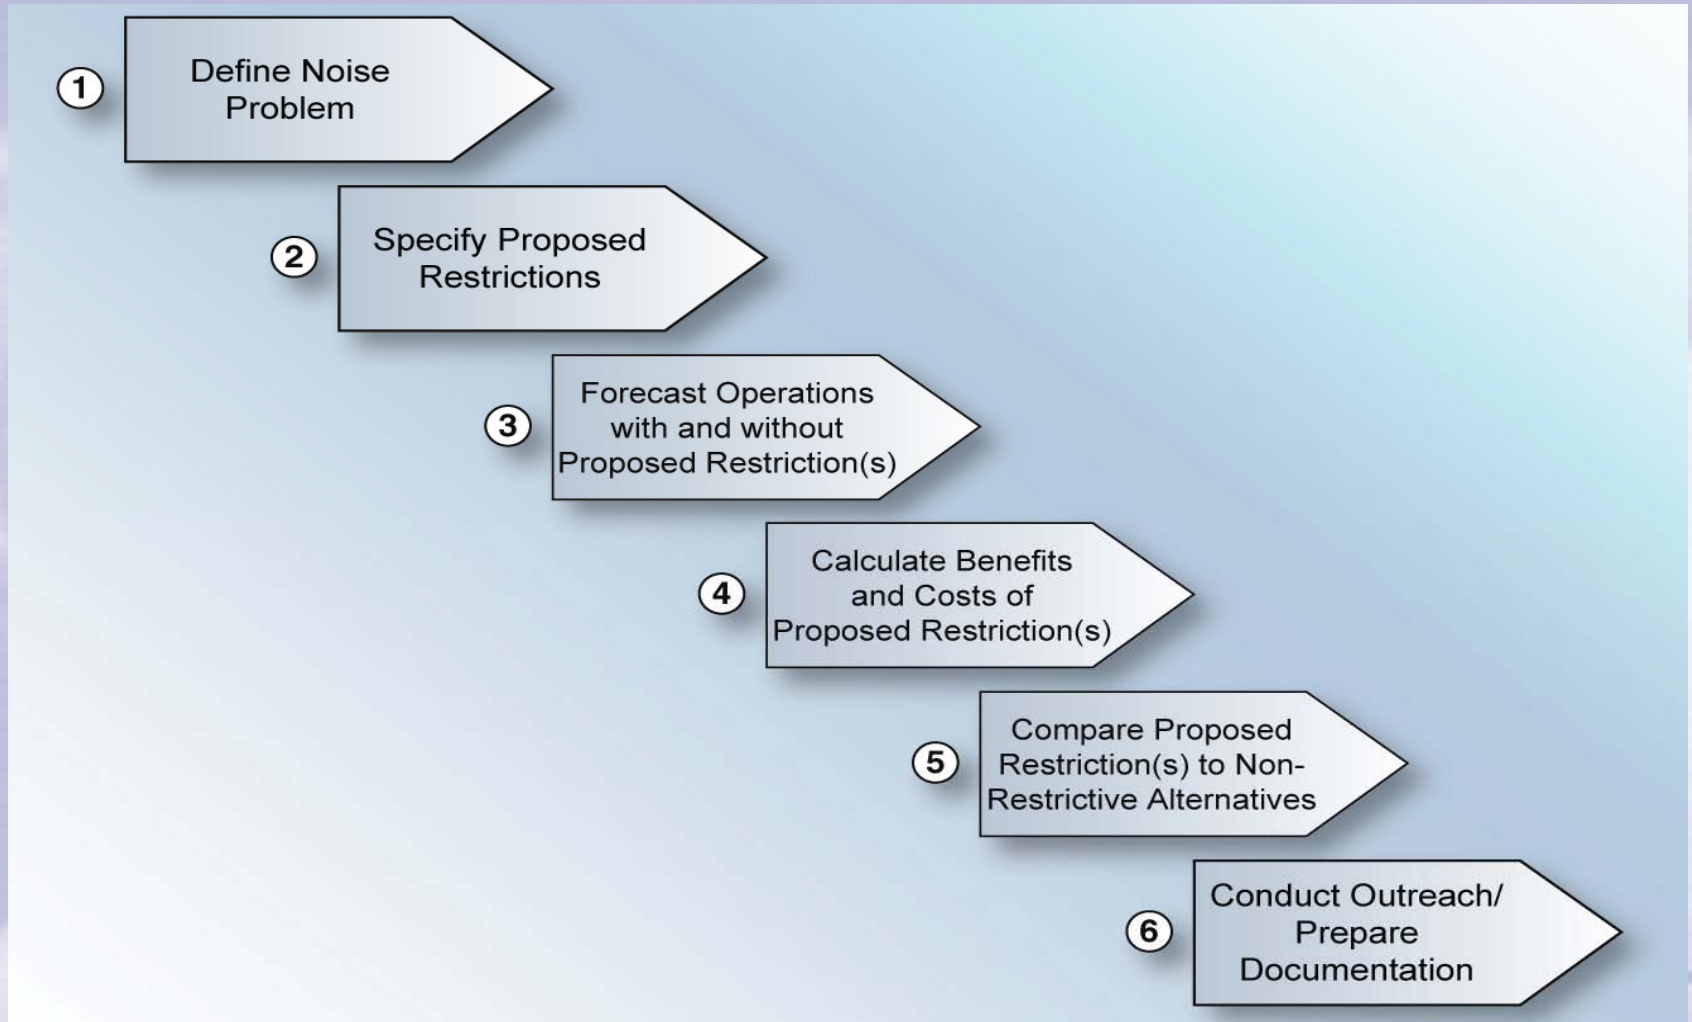 1
Define Noise
Problem
2
Specify Proposed
Restrictions
3
Forecast Operations
with and without
Proposed Restriction(s)
4
Calculate Benefits
and Costs of
Proposed Restriction(s)
5
Compare Proposed
Restriction(s) to Non-
Restrictive Alternatives
6
Conduct Outreach/
Prepare
Documentation